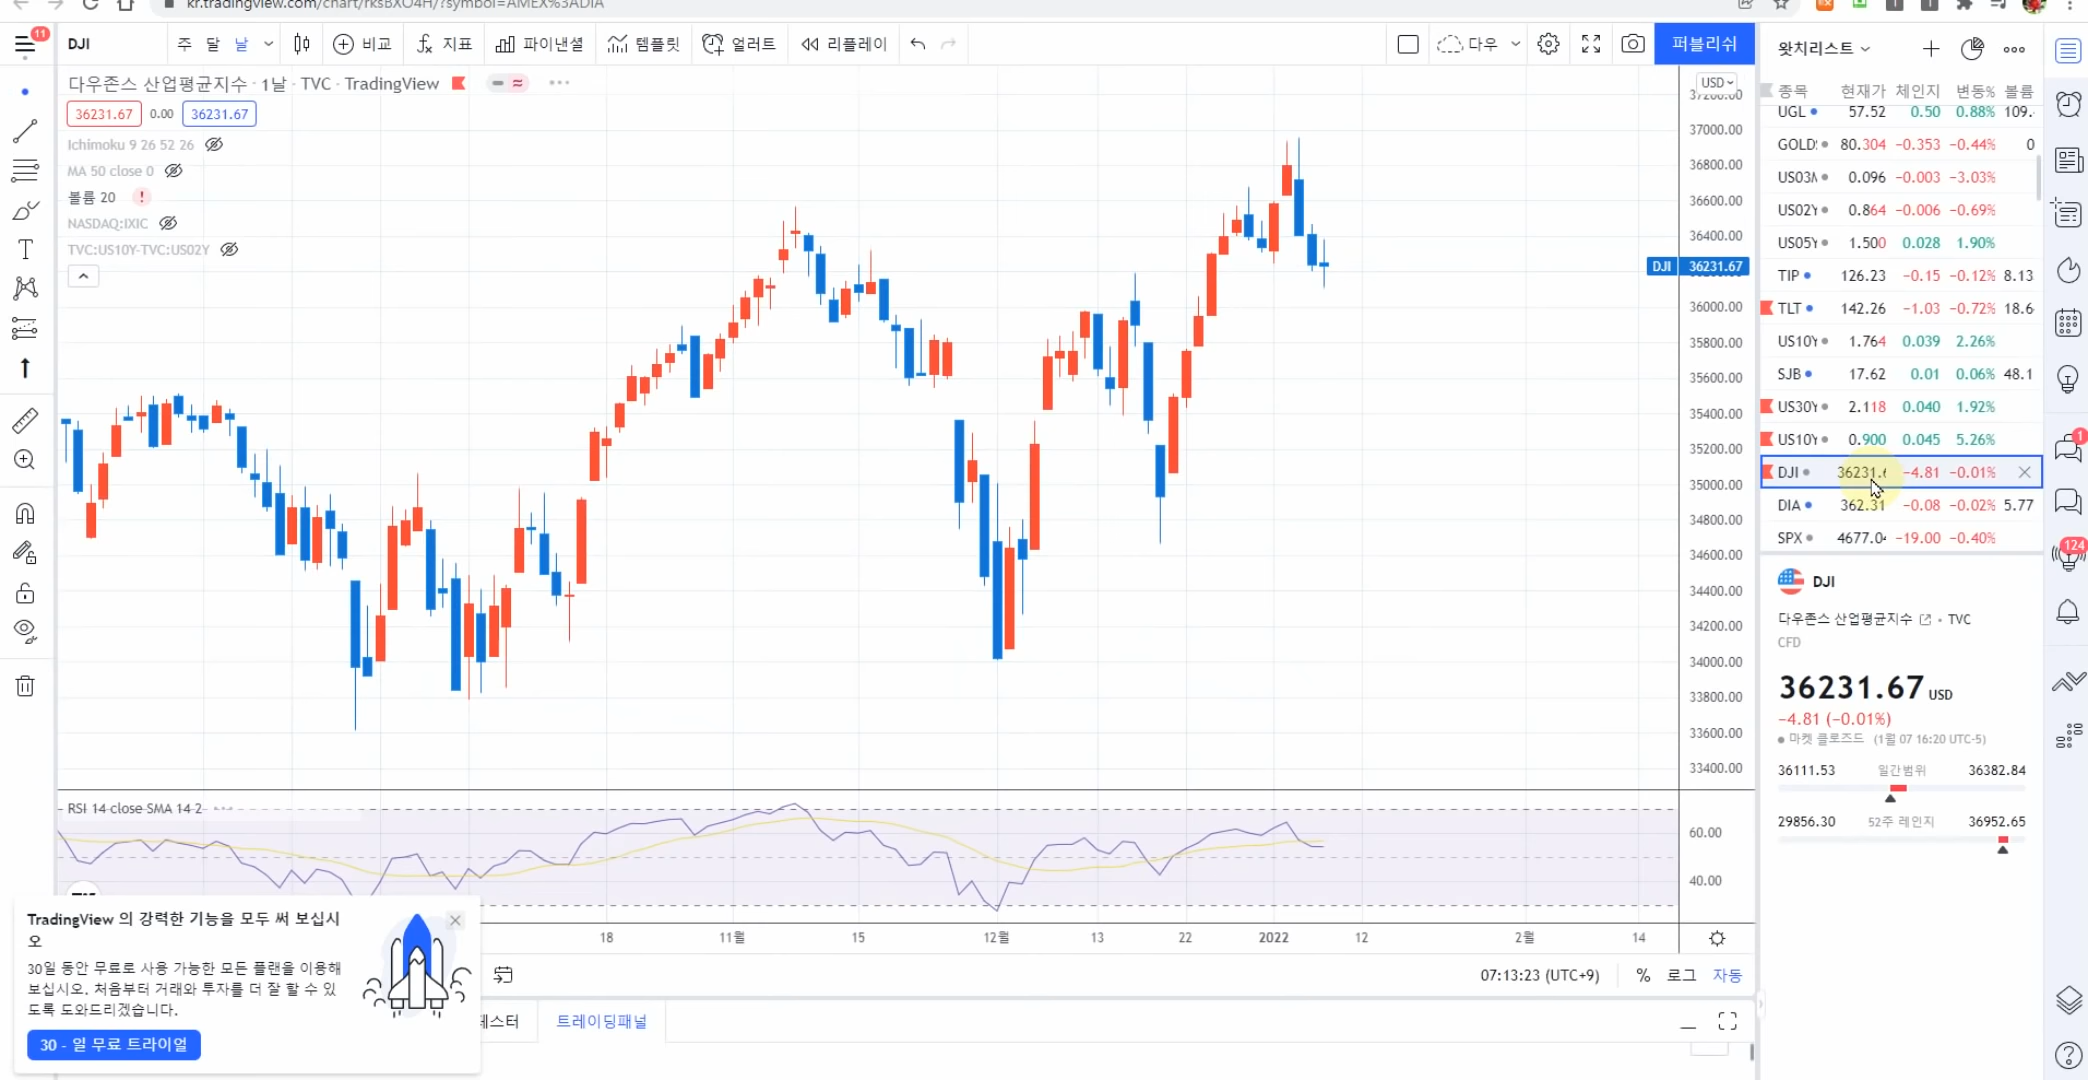 kr.tradingview.com/chart/rksBXO4H/?symbol=AMEX%3ADIA
11
DJI
주 달 날
비교
지표
파이낸셜
템플릿
얼러트
리플레이
다우
퍼블리쉬
다우존스 산업평균지수 · 1날 · TVC · TradingView
36231.67 0.00 36231.67
Ichimoku 9 26 52 26
MA 50 close 0
볼륨 20 !
NASDAQ:IXIC
TVC:US10Y-TVC:US02Y
USD
37200.00
37000.00
36800.00
36600.00
36400.00
DJI 36231.67
36000.00
35800.00
35600.00
35400.00
35200.00
35000.00
34800.00
34600.00
34400.00
34200.00
34000.00
33800.00
33600.00
33400.00
RSI 14 close SMA 14 2
60.00
40.00
18 11월 15 12월 13 22 2022 12 2월 14
07:13:23 (UTC+9) % 로그 자동
테스터 트레이딩패널
TradingView 의 강력한 기능을 모두 써 보십시
오
30일 동안 무료로 사용 가능한 모든 플랜을 이용해
보십시오. 처음부터 거래와 투자를 더 잘 할 수 있
도록 도와드리겠습니다.
30 - 일 무료 트라이얼
왓치리스트
종목 현재가 체인지 변동% 볼륨
UGL 57.52 0.50 0.88% 109.
GOLD 80.304 −0.353 −0.44% 0
US03M 0.096 −0.003 −3.03%
US02Y 0.864 −0.006 −0.69%
US05Y 1.500 0.028 1.90%
TIP 126.23 −0.15 −0.12% 8.13
TLT 142.26 −1.03 −0.72% 18.6
US10Y 1.764 0.039 2.26%
SJB 17.62 0.01 0.06% 48.1
US30Y 2.118 0.040 1.92%
US10Y 0.900 0.045 5.26%
DJI 36231.6 −4.81 −0.01%
DIA 362.31 −0.08 −0.02% 5.77
SPX 4677.04 −19.00 −0.40%
DJI
다우존스 산업평균지수 • TVC
CFD
36231.67 USD
−4.81 (−0.01%)
마켓 클로즈드 (1월 07 16:20 UTC-5)
36111.53 일간범위 36382.84
29856.30 52주 레인지 36952.65
1
124